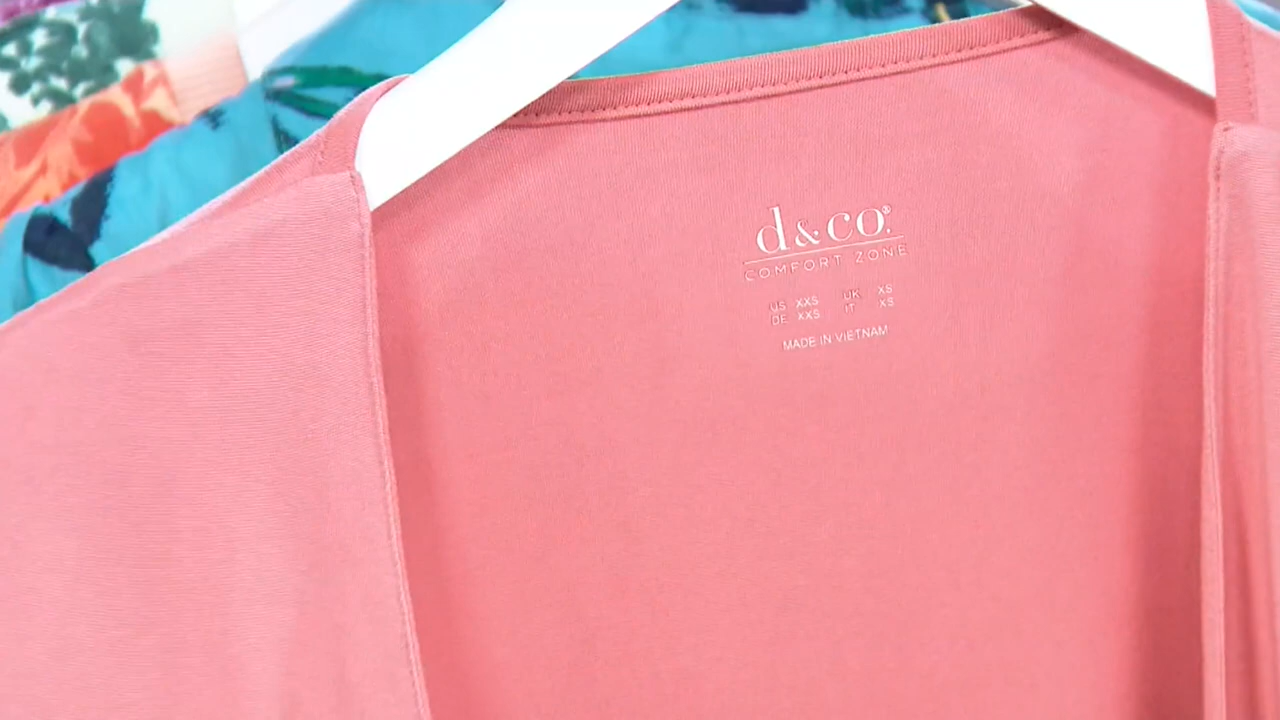 d&co.®
COMFORT ZONE
US XXS UK XS
DE XXS IT XS
MADE IN VIETNAM